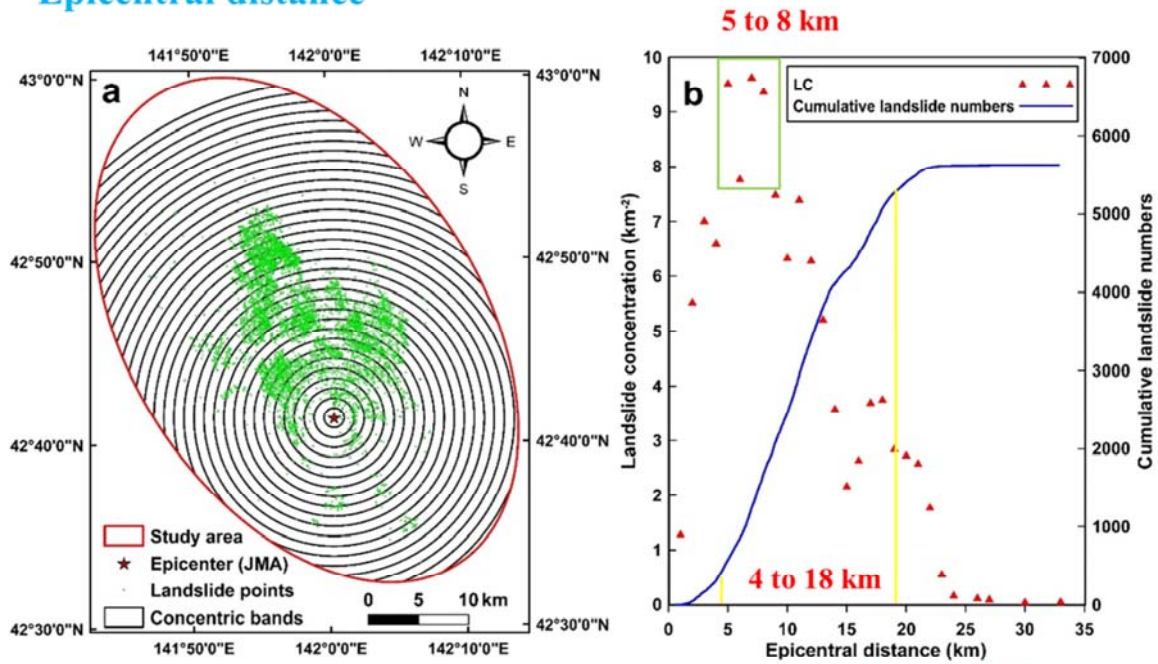 Epicentral distance
5 to 8 km
141°50'0"E 142°0'0"E 142°10'0"E
43°0'0"N
42°50'0"N
42°40'0"N
42°30'0"N
a
N
W E
S
43°0'0"N
42°50'0"N
42°40'0"N
42°30'0"N
Study area
Epicenter (JMA)
Landslide points
Concentric bands
0 5 10 km
141°50'0"E 142°0'0"E 142°10'0"E
b
LC
Cumulative landslide numbers
Landslide concentration (km-2)
10
9
8
7
6
5
4
3
2
1
0
4 to 18 km
7000
6000
5000
4000
3000
2000
1000
0
Cumulative landslide numbers
0 5 10 15 20 25 30 35
Epicentral distance (km)